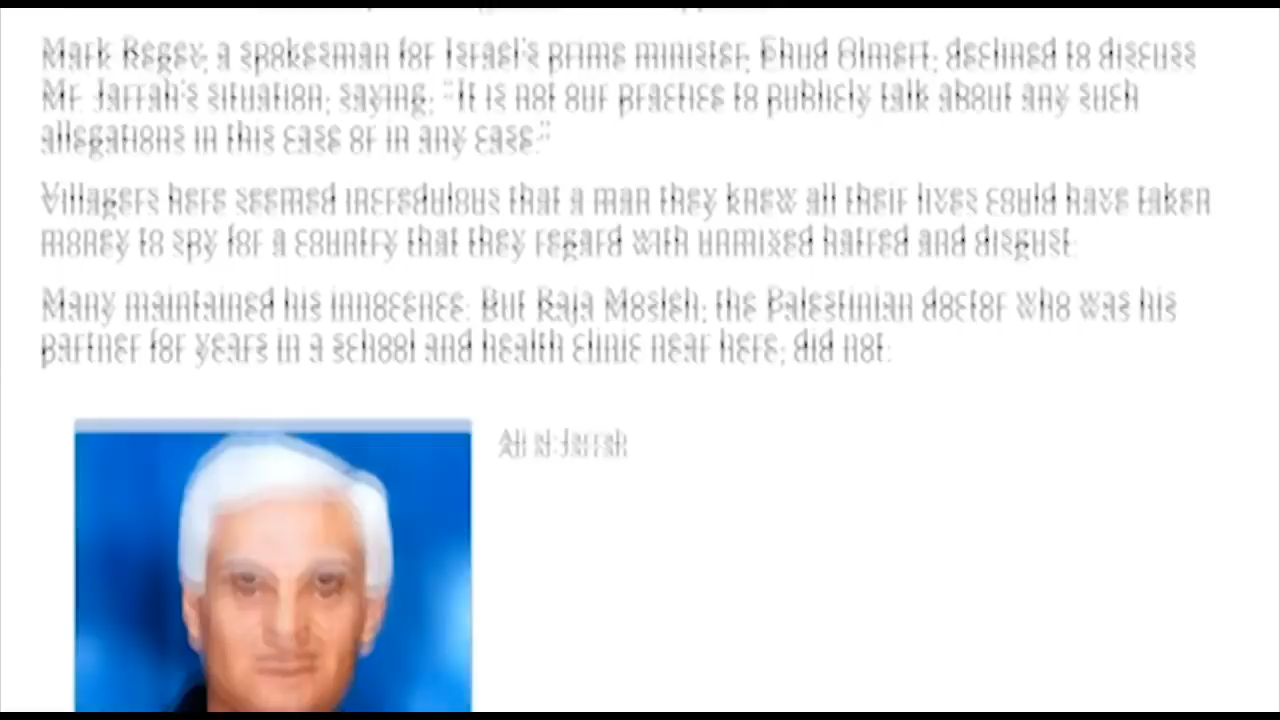 Mark Regev, a spokesman for Israel's prime minister, Ehud Olmert, declined to discuss
Mr. Jarrah's situation, saying, "It is not our practice to publicly talk about any such
allegations in this case or in any case."
Villagers here seemed incredulous that a man they knew all their lives could have taken
money to spy for a country that they regard with unmixed hatred and disgust.
Many maintained his innocence. But Raja Mosleh, the Palestinian doctor who was his
partner for years in a school and health clinic near here, did not.
Ali al-Jarrah